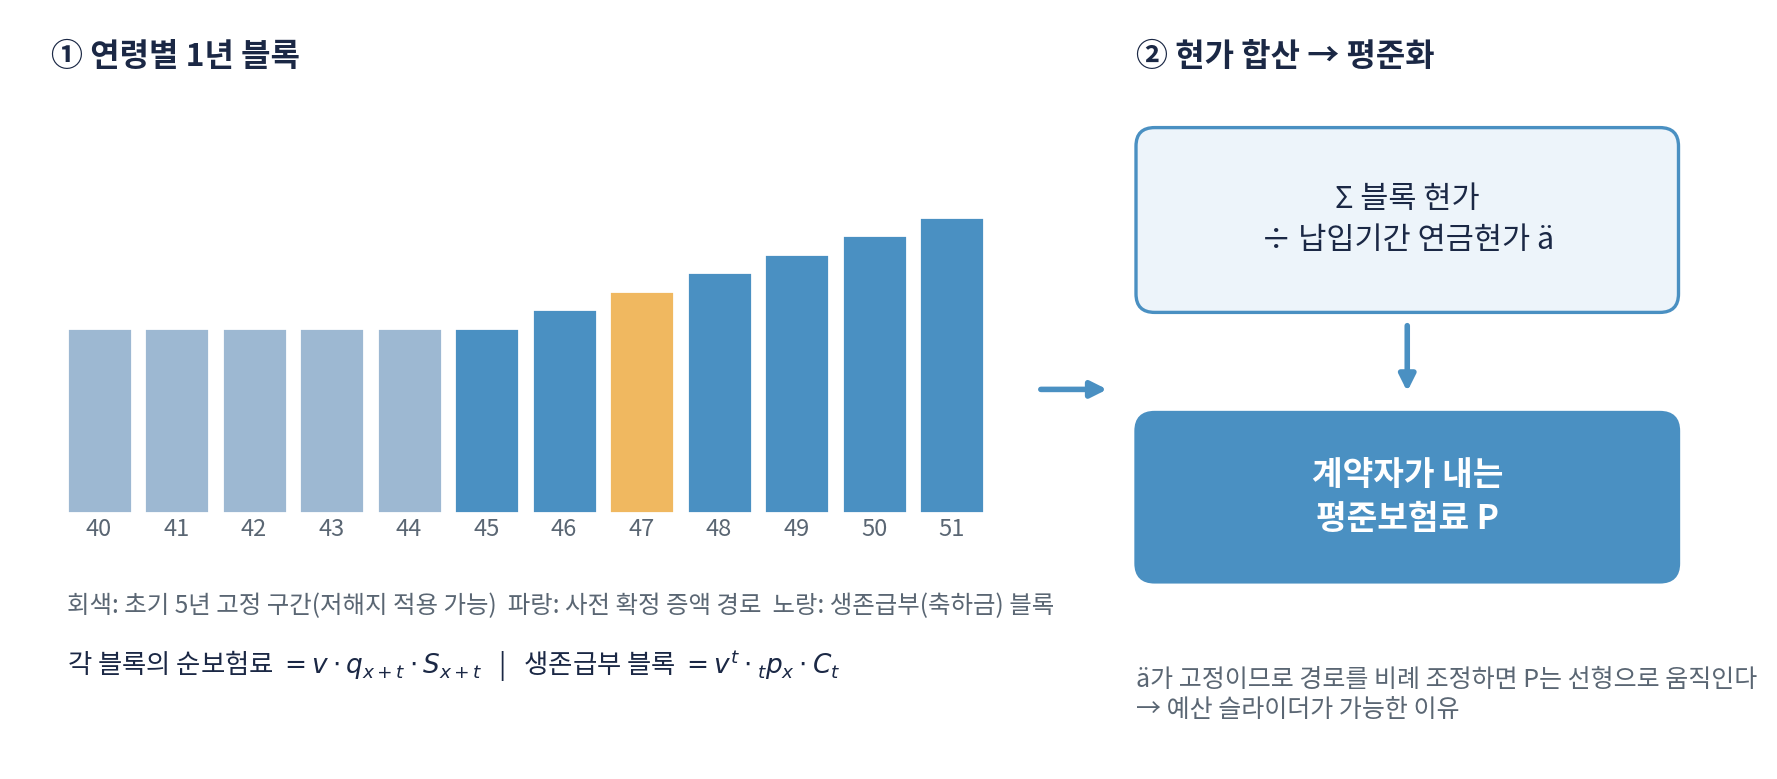 ① 연령별 1년 블록
40 41 42 43 44 45 46 47 48 49 50 51
회색: 초기 5년 고정 구간(저해지 적용 가능) 파랑: 사전 확정 증액 경로 노랑: 생존급부(축하금) 블록
각 블록의 순보험료 = v · q_{x+t} · S_{x+t} | 생존급부 블록 = v^t · _tp_x · C_t
② 현가 합산 → 평준화
Σ 블록 현가
÷ 납입기간 연금현가 ä
계약자가 내는
평준보험료 P
ä가 고정이므로 경로를 비례 조정하면 P는 선형으로 움직인다
→ 예산 슬라이더가 가능한 이유